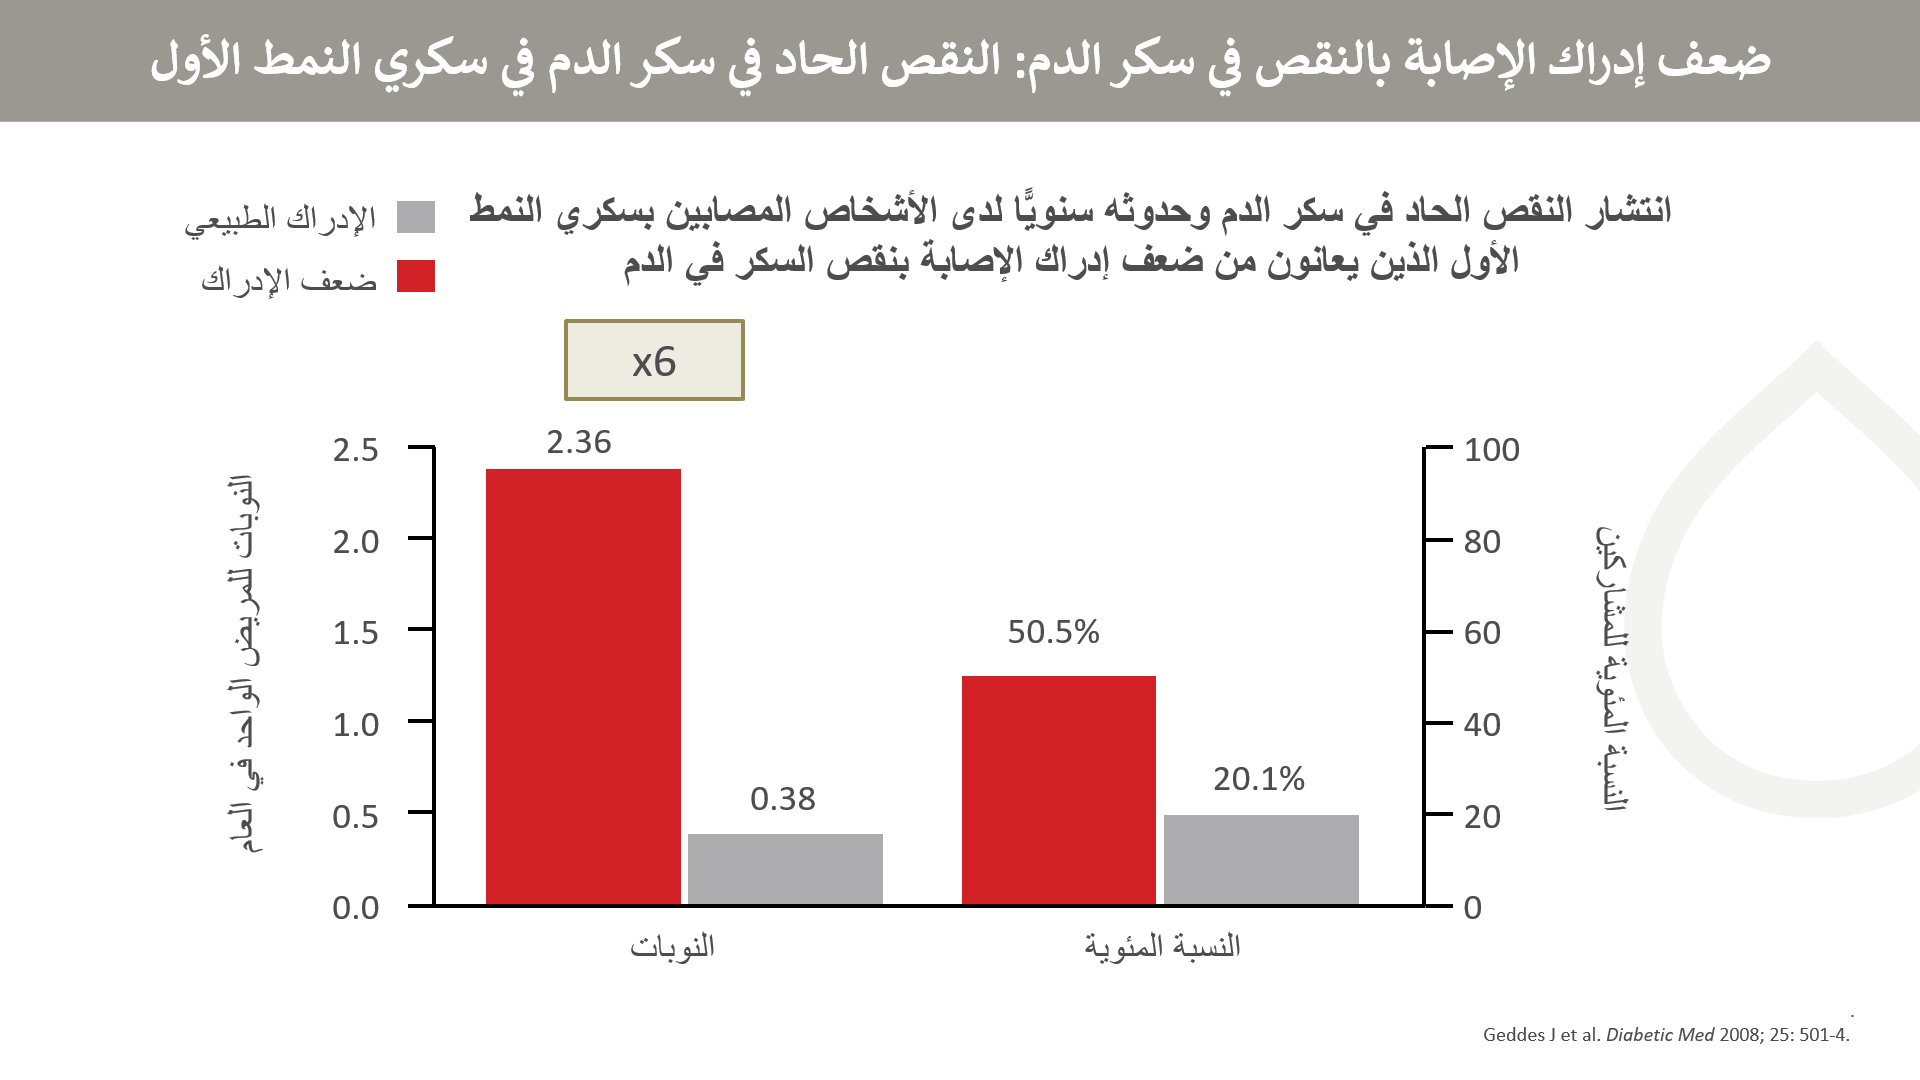 ضعف إدراك الإصابة بالنقص في سكر الدم: النقص الحاد في سكر الدم في سكري النمط الأول
انتشار النقص الحاد في سكر الدم وحدوثه سنويًّا لدى الأشخاص المصابين بسكري النمط
الأول الذين يعانون من ضعف إدراك الإصابة بنقص السكر في الدم
الإدراك الطبيعي
ضعف الإدراك
x6
النوبات للمريض الواحد في العام
2.5
2.0
1.5
1.0
0.5
0.0
2.36
0.38
50.5%
20.1%
100
80
60
40
20
0
النسبة المئوية للمشاركين
النوبات
النسبة المئوية
.
Geddes J et al. Diabetic Med 2008; 25: 501-4.